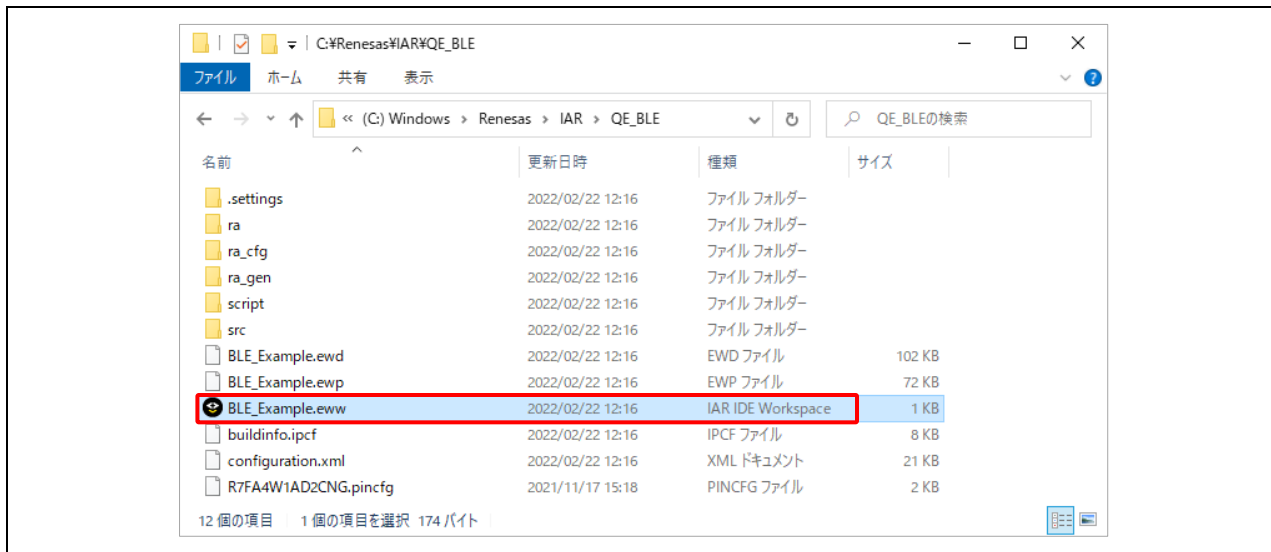 C:¥Renesas¥IAR¥QE_BLE
ファイル ホーム 共有 表示
« (C:) Windows › Renesas › IAR › QE_BLE QE_BLEの検索
名前 更新日時 種類 サイズ
.settings 2022/02/22 12:16 ファイル フォルダー
ra 2022/02/22 12:16 ファイル フォルダー
ra_cfg 2022/02/22 12:16 ファイル フォルダー
ra_gen 2022/02/22 12:16 ファイル フォルダー
script 2022/02/22 12:16 ファイル フォルダー
src 2022/02/22 12:16 ファイル フォルダー
BLE_Example.ewd 2022/02/22 12:16 EWD ファイル 102 KB
BLE_Example.ewp 2022/02/22 12:16 EWP ファイル 72 KB
BLE_Example.eww 2022/02/22 12:16 IAR IDE Workspace 1 KB
buildinfo.ipcf 2022/02/22 12:16 IPCF ファイル 8 KB
configuration.xml 2022/02/22 12:16 XML ドキュメント 21 KB
R7FA4W1AD2CNG.pincfg 2021/11/17 15:18 PINCFG ファイル 2 KB
12 個の項目 1 個の項目を選択 174 バイト